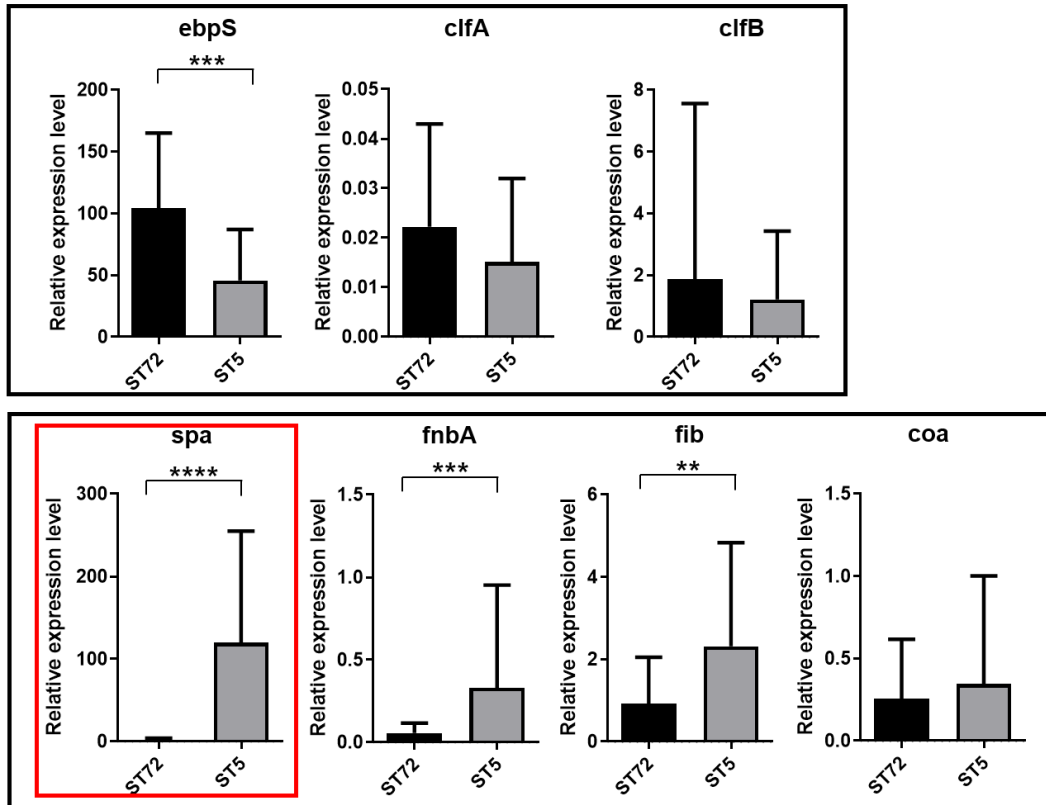 ebpS
***
Relative expression level
200
150
100
50
0
ST72
ST5
clfA
Relative expression level
0.05
0.04
0.03
0.02
0.01
0.00
ST72
ST5
clfB
Relative expression level
8
6
4
2
0
ST72
ST5
spa
****
Relative expression level
300
200
100
0
ST72
ST5
fnbA
***
Relative expression level
1.5
1.0
0.5
0.0
ST72
ST5
fib
**
Relative expression level
6
4
2
0
ST72
ST5
coa
Relative expression level
1.5
1.0
0.5
0.0
ST72
ST5